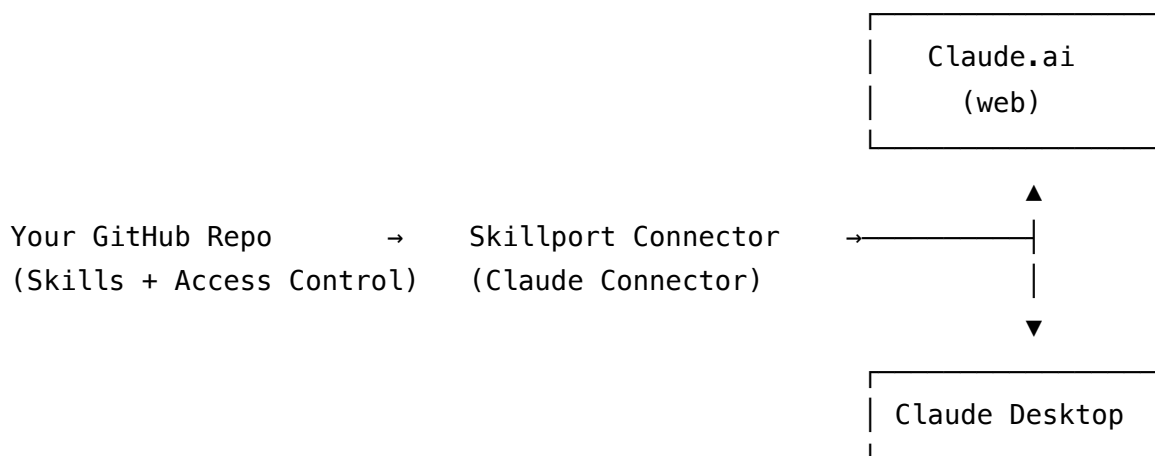 Claude.ai
(web)
Your GitHub Repo → Skillport Connector →
(Skills + Access Control) (Claude Connector)
Claude Desktop